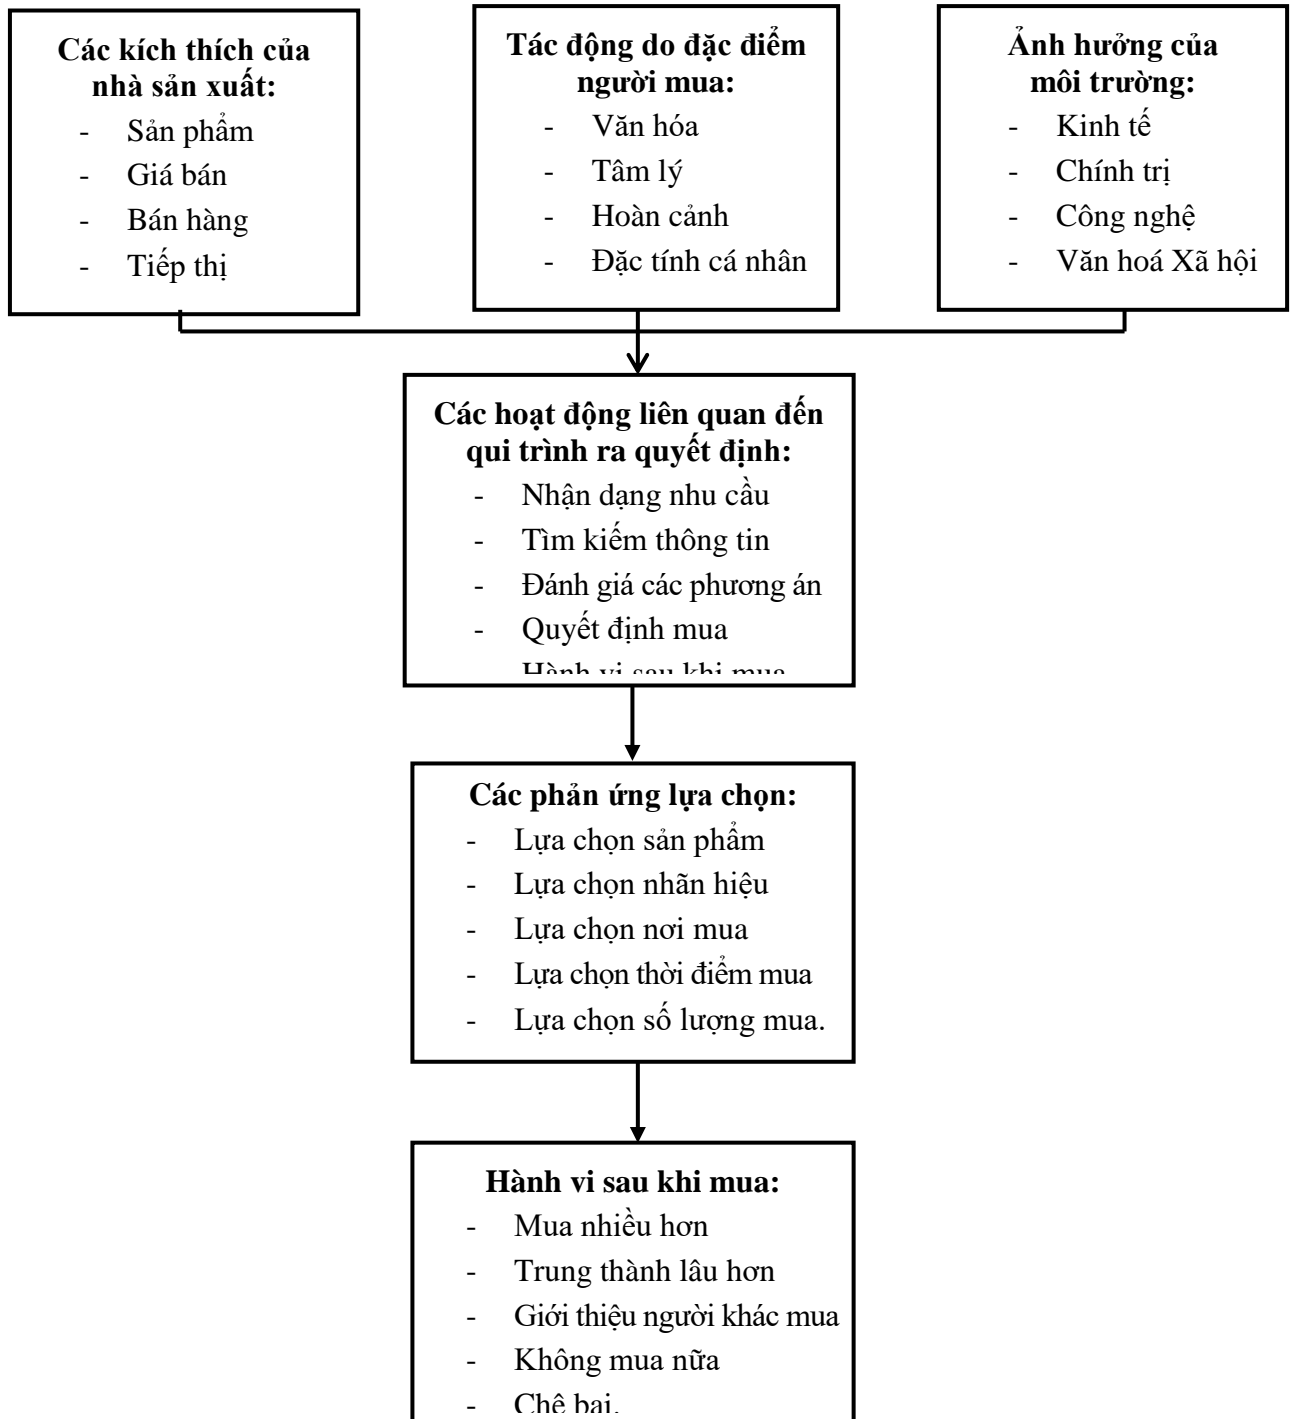 Các kích thích của
nhà sản xuất:
- Sản phẩm
- Giá bán
- Bán hàng
- Tiếp thị
Tác động do đặc điểm
người mua:
- Văn hóa
- Tâm lý
- Hoàn cảnh
- Đặc tính cá nhân
Ảnh hưởng của
môi trường:
- Kinh tế
- Chính trị
- Công nghệ
- Văn hoá Xã hội
Các hoạt động liên quan đến
qui trình ra quyết định:
- Nhận dạng nhu cầu
- Tìm kiếm thông tin
- Đánh giá các phương án
- Quyết định mua
Hành vi sau khi mua
Các phản ứng lựa chọn:
- Lựa chọn sản phẩm
- Lựa chọn nhãn hiệu
- Lựa chọn nơi mua
- Lựa chọn thời điểm mua
- Lựa chọn số lượng mua.
Hành vi sau khi mua:
- Mua nhiều hơn
- Trung thành lâu hơn
- Giới thiệu người khác mua
- Không mua nữa
- Chê bai.